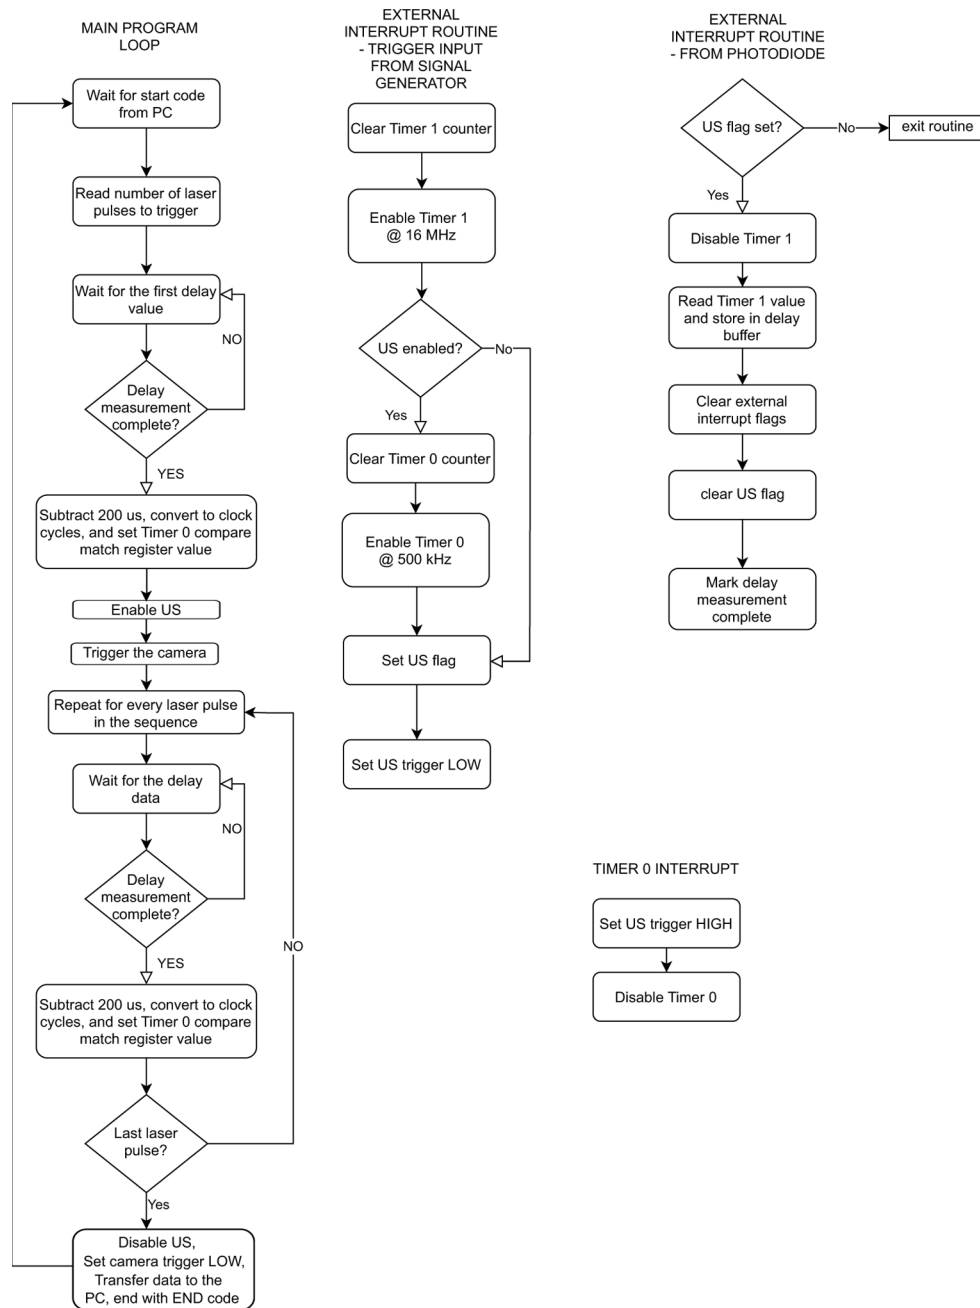 MAIN PROGRAM
LOOP
Wait for start code
from PC
Read number of laser
pulses to trigger
Wait for the first delay
value
NO
Delay
measurement
complete?
YES
Subtract 200 us, convert to clock
cycles, and set Timer 0 compare
match register value
Enable US
Trigger the camera
Repeat for every laser pulse
in the sequence
Wait for the delay
data
NO
Delay
measurement
complete?
NO
YES
Subtract 200 us, convert to clock
cycles, and set Timer 0 compare
match register value
Last laser
pulse?
Yes
Disable US,
Set camera trigger LOW,
Transfer data to the
PC, end with END code
EXTERNAL
INTERRUPT ROUTINE
- TRIGGER INPUT
FROM SIGNAL
GENERATOR
Clear Timer 1 counter
Enable Timer 1
@ 16 MHz
US enabled?
No
Yes
Clear Timer 0 counter
Enable Timer 0
@ 500 kHz
Set US flag
Set US trigger LOW
EXTERNAL
INTERRUPT ROUTINE
- FROM PHOTODIODE
US flag set?
No
exit routine
Yes
Disable Timer 1
Read Timer 1 value
and store in delay
buffer
Clear external
interrupt flags
clear US flag
Mark delay
measurement
complete
TIMER 0 INTERRUPT
Set US trigger HIGH
Disable Timer 0